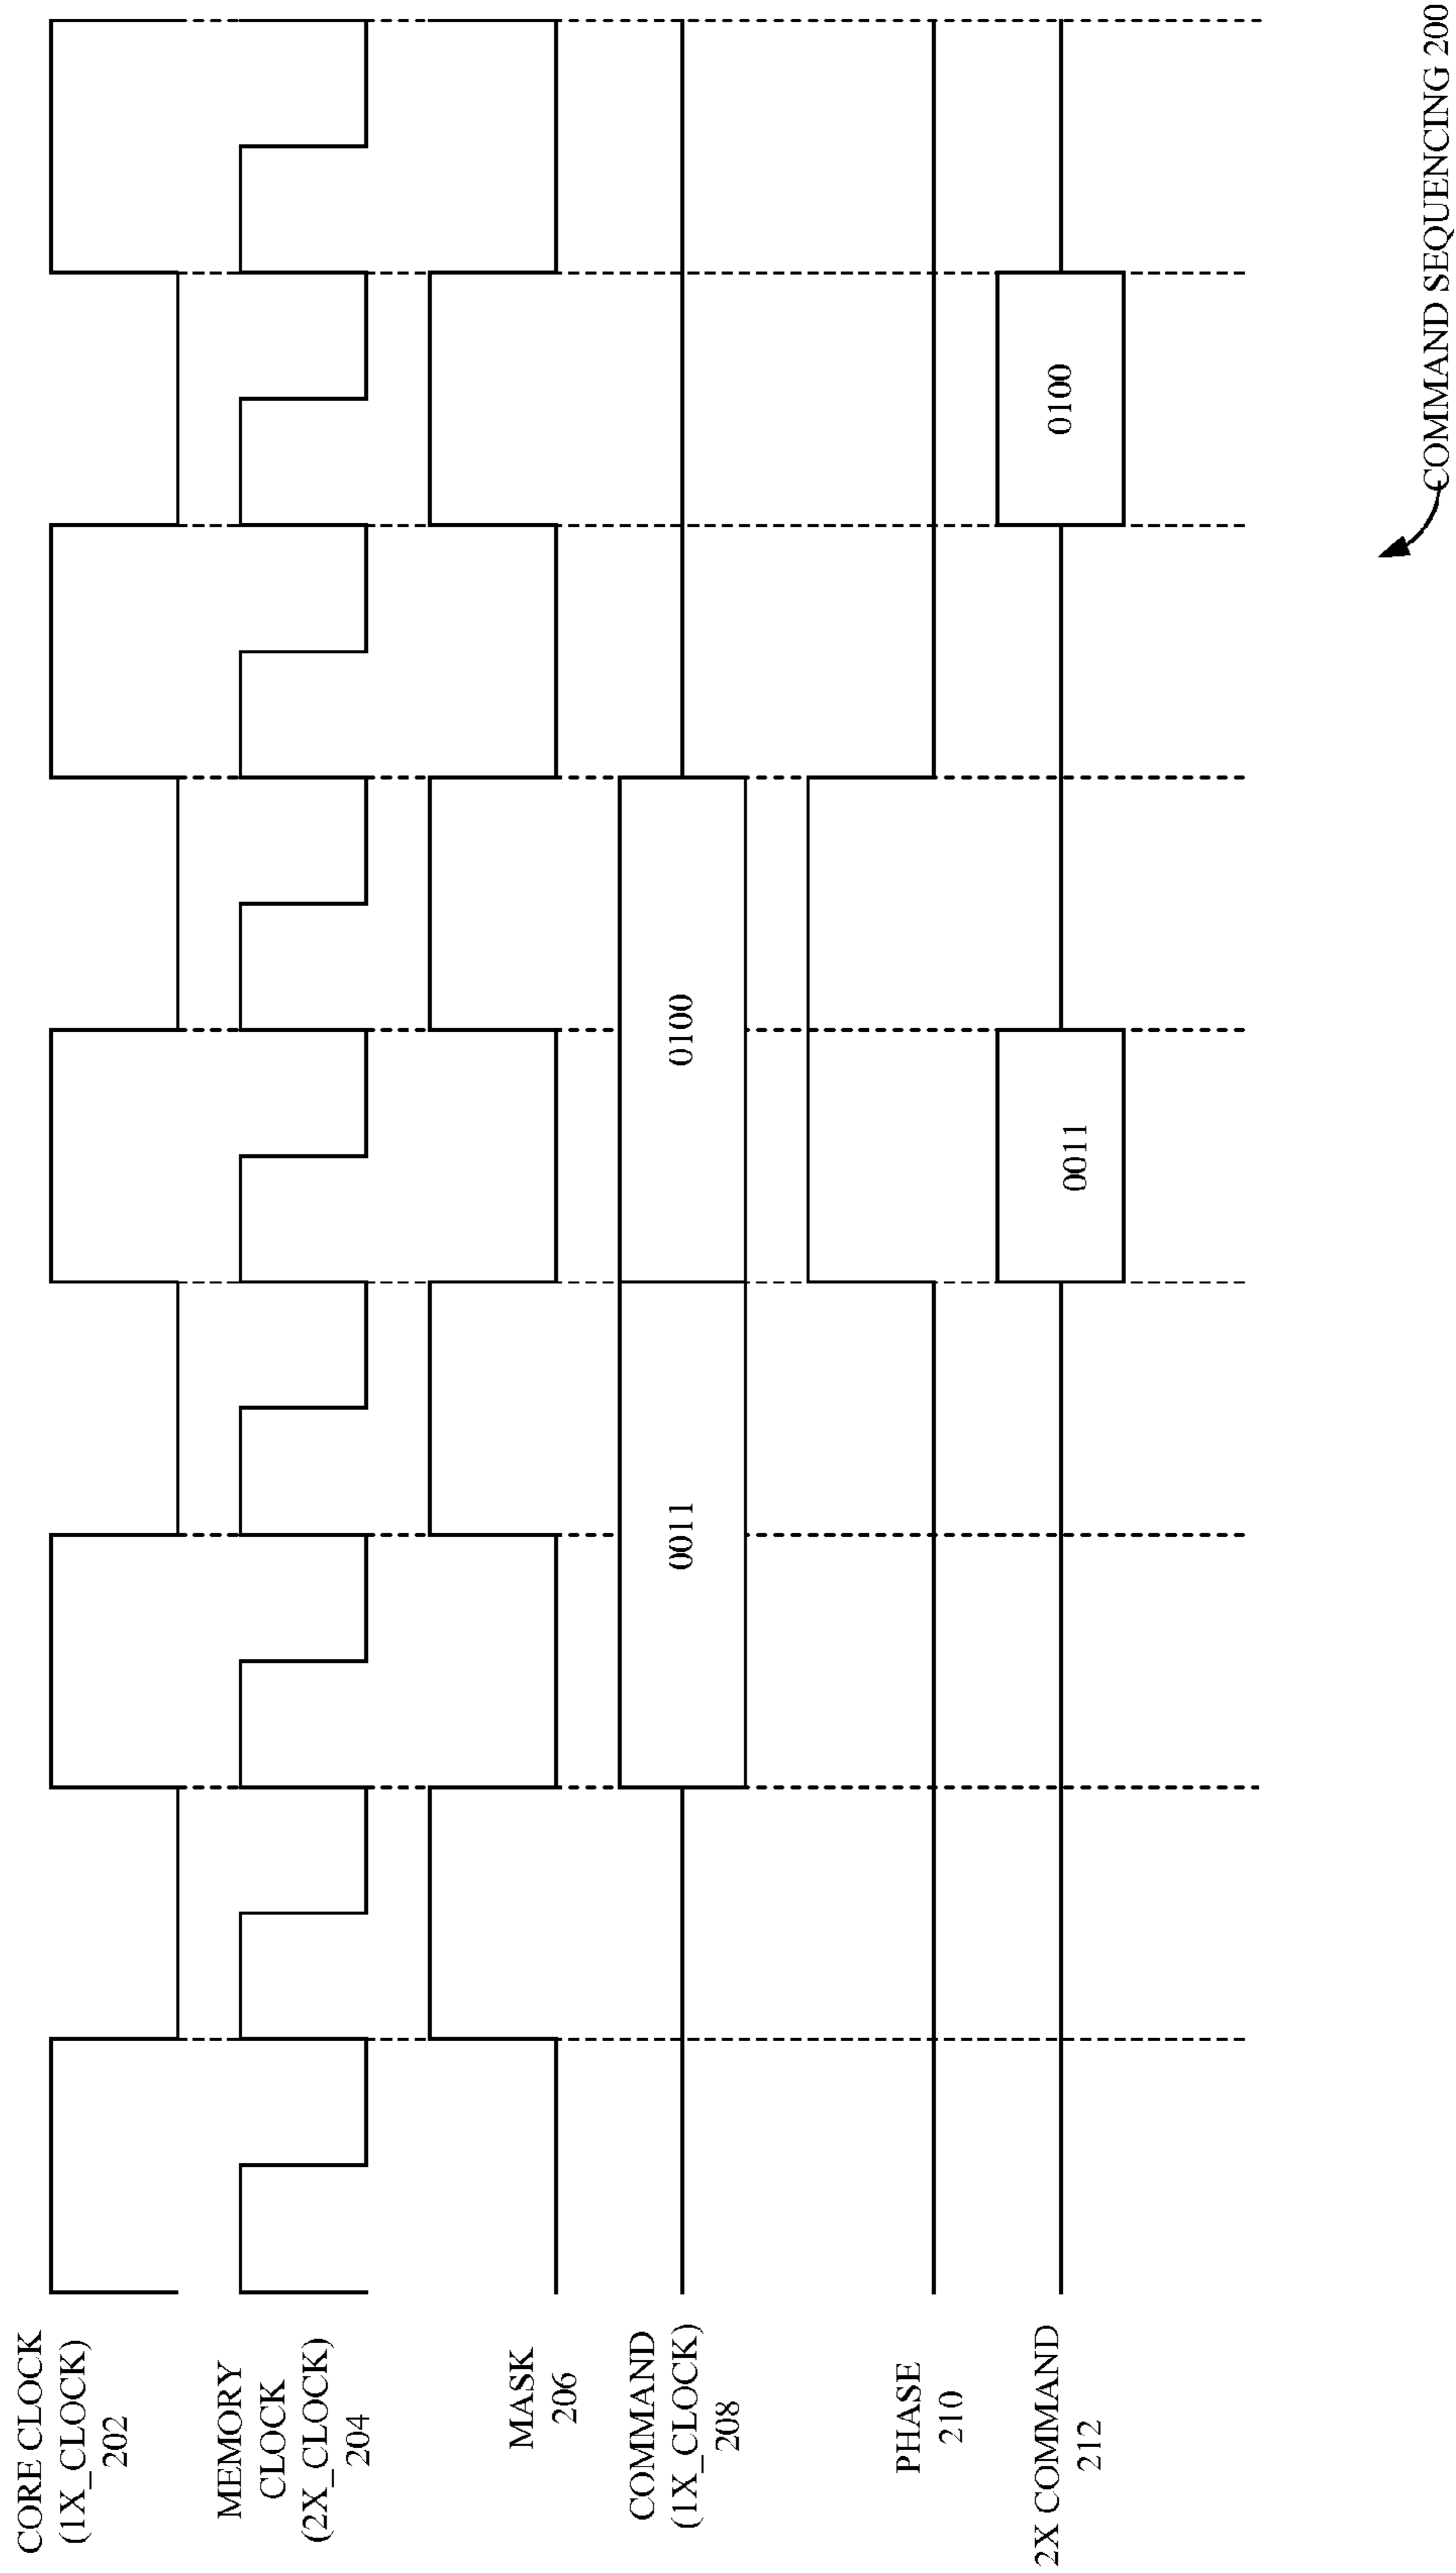 CORE CLOCK
(1X_CLOCK)
202
MEMORY
CLOCK
(2X_CLOCK)
204
MASK
206
COMMAND
(1X_CLOCK)
208
0011
0100
PHASE
210
2X COMMAND
212
0011
0100
COMMAND SEQUENCING 200